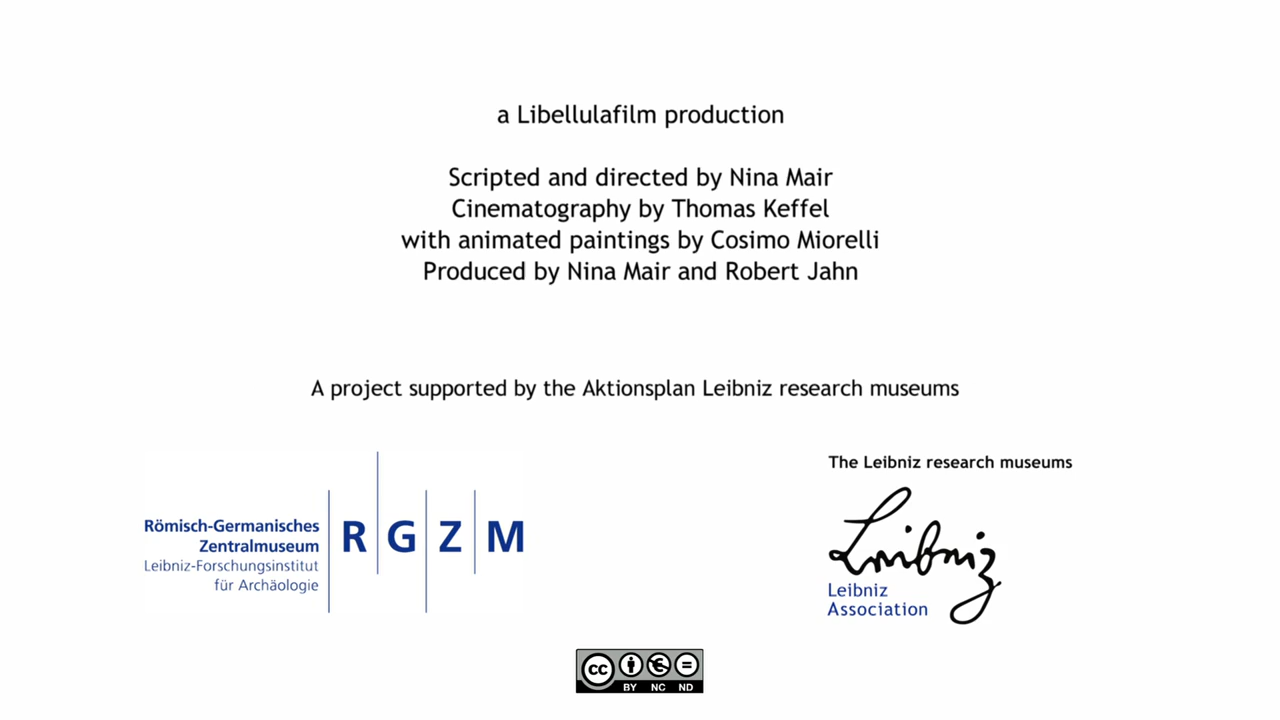 a Libellulafilm production
Scripted and directed by Nina Mair
Cinematography by Thomas Keffel
with animated paintings by Cosimo Miorelli
Produced by Nina Mair and Robert Jahn
A project supported by the Aktionsplan Leibniz research museums
Römisch-Germanisches
Zentralmuseum
Leibniz-Forschungsinstitut
für Archäologie
R G Z M
The Leibniz research museums
Leibniz
Leibniz
Association
cc
BY NC ND